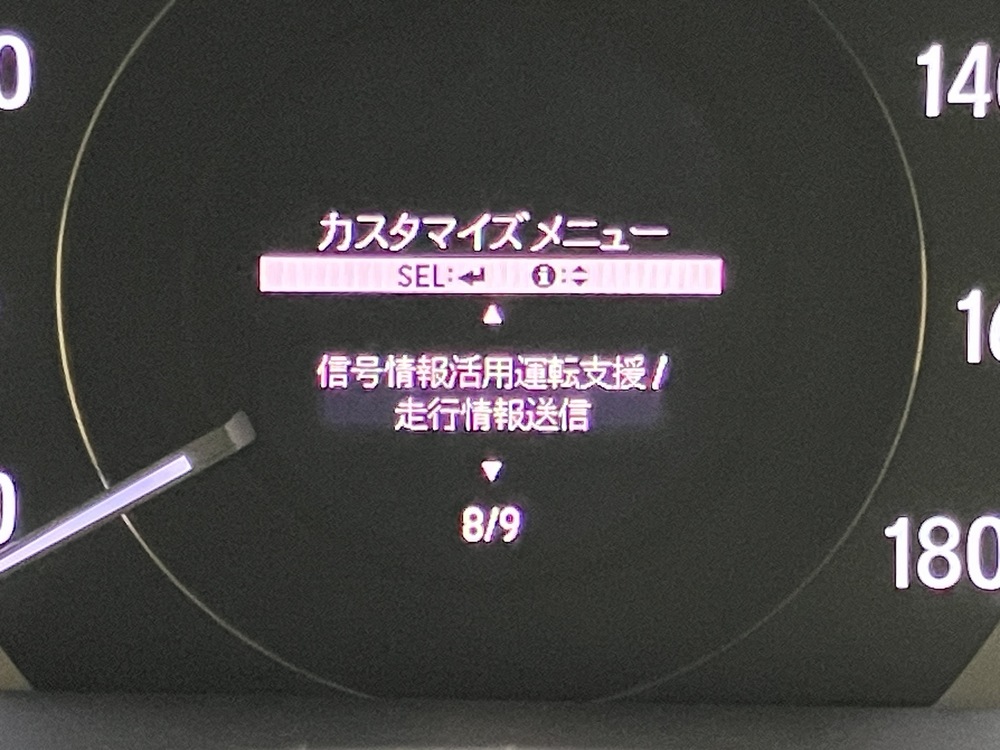 カスタマイズメニュー
SEL:↵ ℹ:⬍
▲
信号情報活用運転支援/
走行情報送信
▼
8/9
180